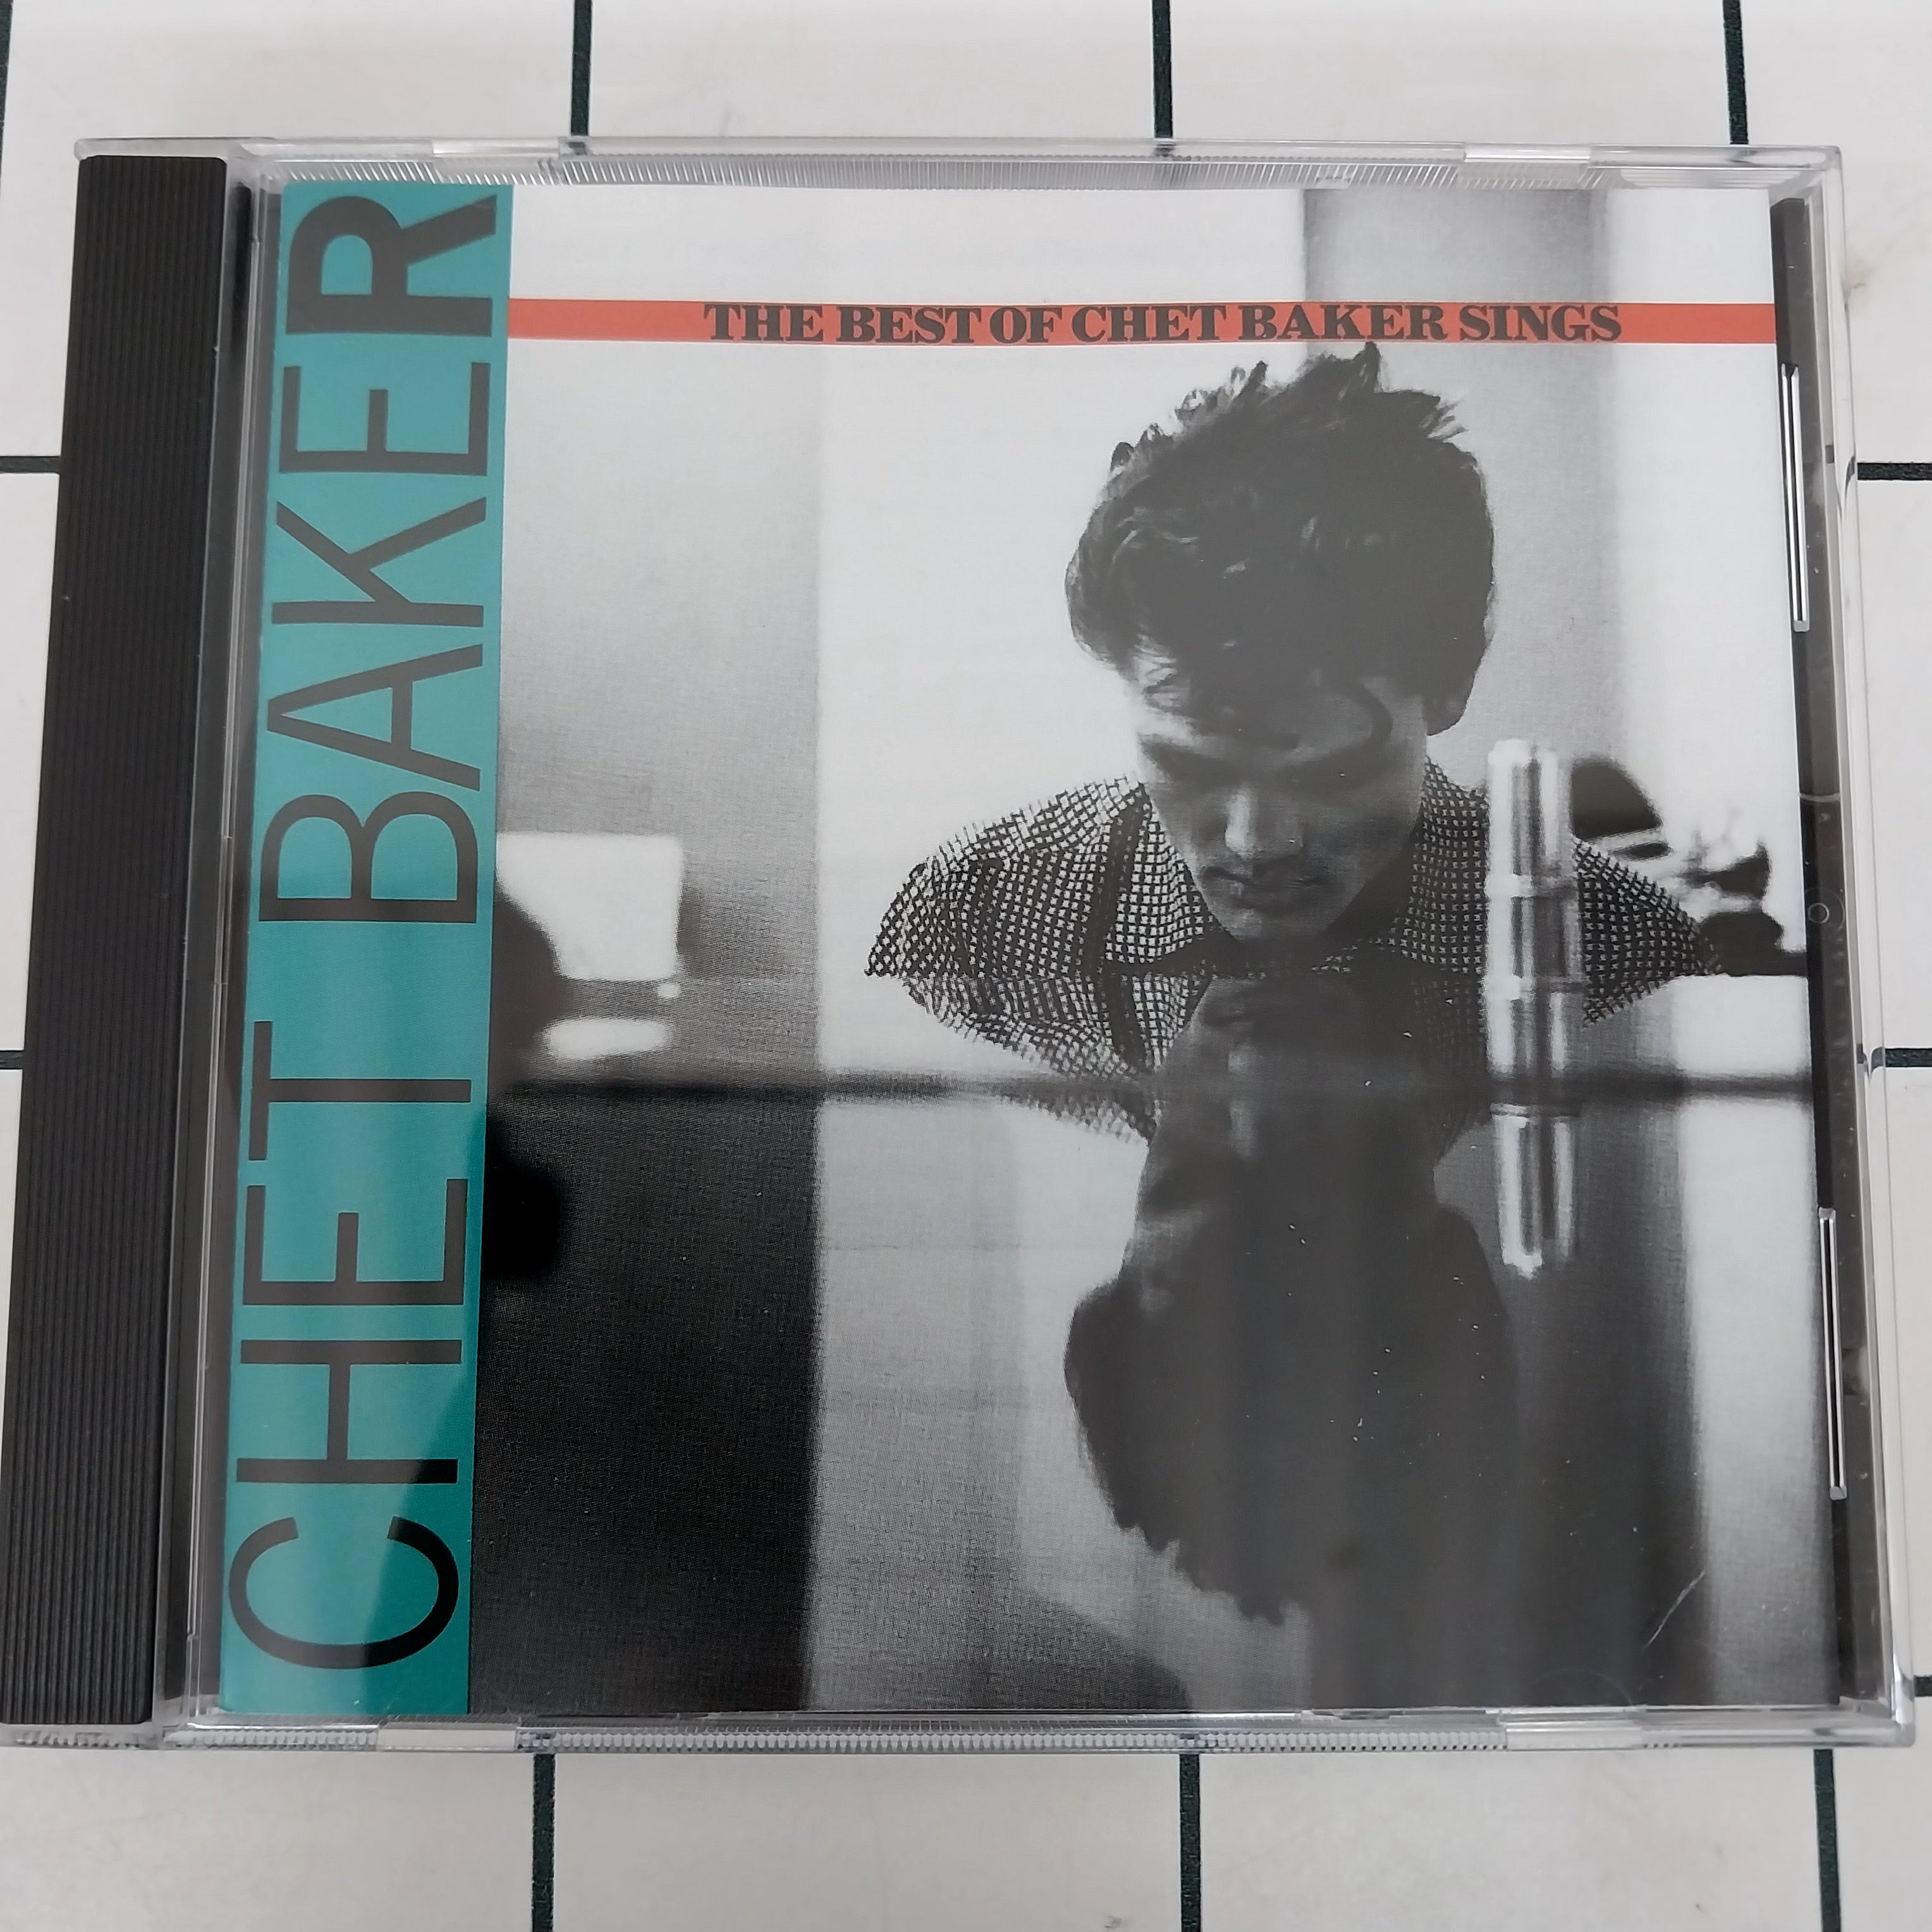 CHET BAKER
THE BEST OF CHET BAKER SINGS